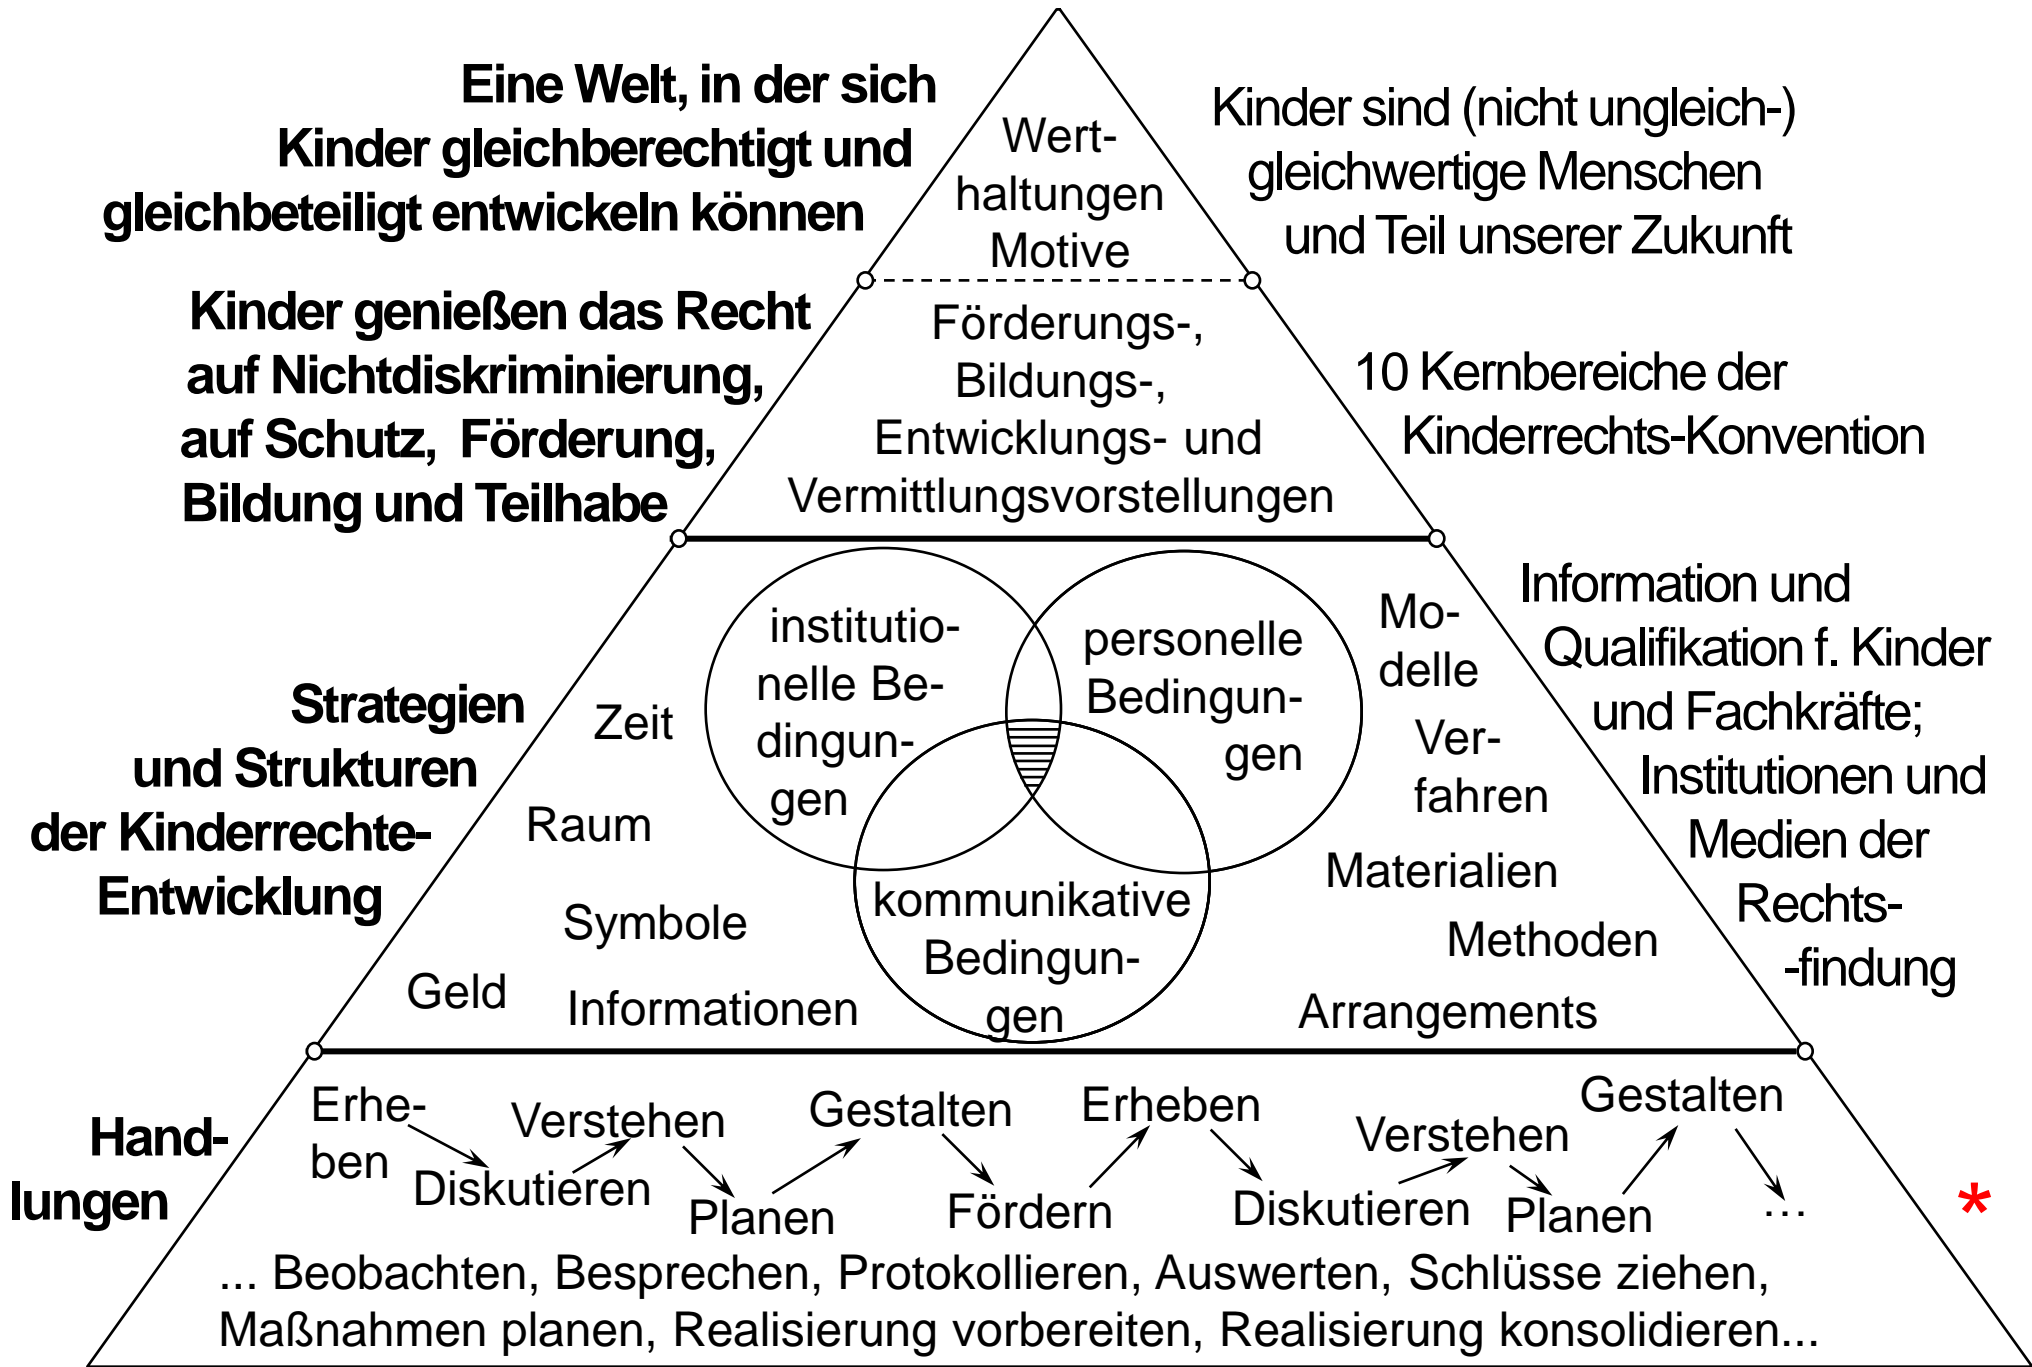 Eine Welt, in der sich
Kinder gleichberechtigt und
gleichbeteiligt entwickeln können
Wert-
haltungen
Motive
Kinder sind (nicht ungleich-)
gleichwertige Menschen
und Teil unserer Zukunft
Kinder genießen das Recht
auf Nichtdiskriminierung,
auf Schutz, Förderung,
Bildung und Teilhabe
Förderungs-,
Bildungs-,
Entwicklungs- und
Vermittlungsvorstellungen
10 Kernbereiche der
Kinderrechts-Konvention
Strategien
und Strukturen
der Kinderrechte-
Entwicklung
Zeit
Raum
Symbole
Geld
Informationen
institutio-
nelle Be-
dingun-
gen
personelle
Bedingun-
gen
kommunikative
Bedingun-
gen
Mo-
delle
Ver-
fahren
Materialien
Methoden
Arrangements
Information und
Qualifikation f. Kinder
und Fachkräfte;
Institutionen und
Medien der
Rechts-
-findung
Hand-
lungen
Erhe-
ben
Diskutieren
Verstehen
Planen
Gestalten
Fördern
Erheben
Diskutieren
Verstehen
Planen
Gestalten
...
*
... Beobachten, Besprechen, Protokollieren, Auswerten, Schlüsse ziehen,
Maßnahmen planen, Realisierung vorbereiten, Realisierung konsolidieren...